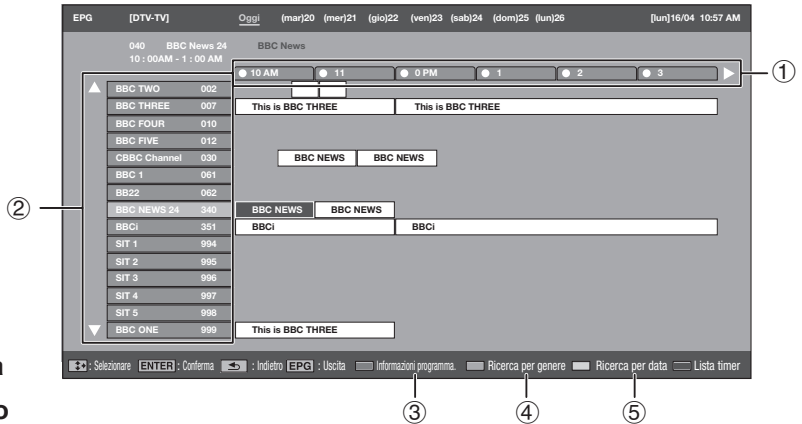 EPG [DTV-TV] Oggi (mar)20 (mer)21 (gio)22 (ven)23 (sab)24 (dom)25 (lun)26 [lun]16/04 10:57 AM
040 BBC News 24 BBC News
10 : 00AM - 1 : 00 AM
10 AM 11 0 PM 1 2 3
①
BBC TWO 002
BBC THREE 007 This is BBC THREE This is BBC THREE
BBC FOUR 010
BBC FIVE 012
CBBC Channel 030 BBC NEWS BBC NEWS
BBC 1 061
BB22 062
②
BBC NEWS 24 340 BBC NEWS BBC NEWS
BBCi 351 BBCi BBCi
SIT 1 994
SIT 2 995
SIT 3 996
SIT 4 997
SIT 5 998
BBC ONE 999 This is BBC THREE
: Selezionare ENTER : Conferma : Indietro EPG : Uscita Informazioni programma. Ricerca per genere Ricerca per data Lista timer
③ ④ ⑤
a
o